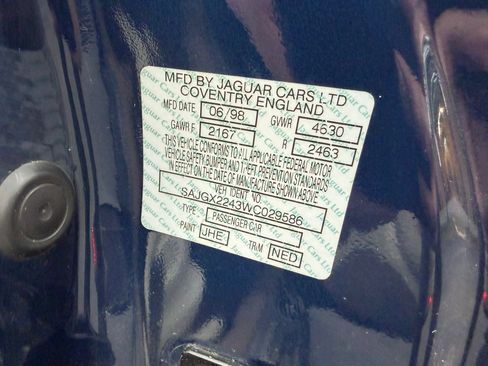 MFD BY JAGUAR CARS LTD
COVENTRY ENGLAND
MFD DATE 06/98 GVWR 4630
GAWR F 2167 R 2463
THIS VEHICLE CONFORMS TO ALL APPLICABLE FEDERAL MOTOR
VEHICLE SAFETY, BUMPER AND THEFT PREVENTION STANDARDS
IN EFFECT ON THE DATE OF MANUFACTURE SHOWN ABOVE
VEH IDENT NO.
SAJGX2243WC029586
TYPE PASSENGER CAR
PAINT JHE TRIM NED